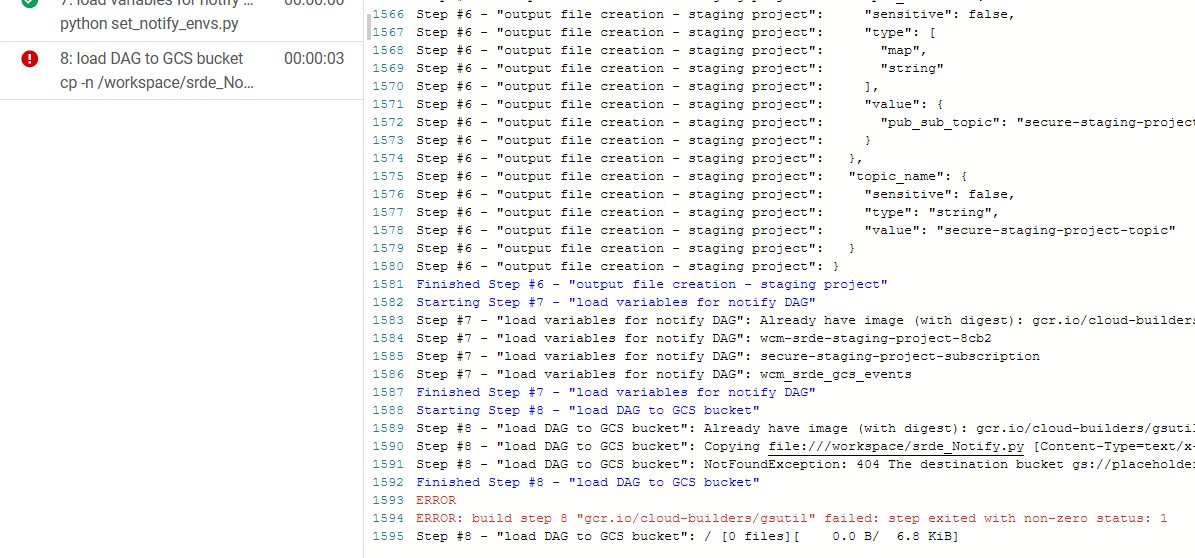 7: load variables for notify ...
00:00:00
python set_notify_envs.py
8: load DAG to GCS bucket
00:00:03
cp -n /workspace/srde_No...
1566 Step #6 - "output file creation - staging project":     "sensitive": false,
1567 Step #6 - "output file creation - staging project":     "type": [
1568 Step #6 - "output file creation - staging project":       "map",
1569 Step #6 - "output file creation - staging project":       "string"
1570 Step #6 - "output file creation - staging project":     ],
1571 Step #6 - "output file creation - staging project":     "value": {
1572 Step #6 - "output file creation - staging project":       "pub_sub_topic": "secure-staging-project
1573 Step #6 - "output file creation - staging project":     }
1574 Step #6 - "output file creation - staging project":   },
1575 Step #6 - "output file creation - staging project":   "topic_name": {
1576 Step #6 - "output file creation - staging project":     "sensitive": false,
1577 Step #6 - "output file creation - staging project":     "type": "string",
1578 Step #6 - "output file creation - staging project":     "value": "secure-staging-project-topic"
1579 Step #6 - "output file creation - staging project":   }
1580 Step #6 - "output file creation - staging project": }
1581 Finished Step #6 - "output file creation - staging project"
1582 Starting Step #7 - "load variables for notify DAG"
1583 Step #7 - "load variables for notify DAG": Already have image (with digest): gcr.io/cloud-builders
1584 Step #7 - "load variables for notify DAG": wcm-srde-staging-project-8cb2
1585 Step #7 - "load variables for notify DAG": secure-staging-project-subscription
1586 Step #7 - "load variables for notify DAG": wcm_srde_gcs_events
1587 Finished Step #7 - "load variables for notify DAG"
1588 Starting Step #8 - "load DAG to GCS bucket"
1589 Step #8 - "load DAG to GCS bucket": Already have image (with digest): gcr.io/cloud-builders/gsutil
1590 Step #8 - "load DAG to GCS bucket": Copying file:///workspace/srde_Notify.py [Content-Type=text/x-
1591 Step #8 - "load DAG to GCS bucket": NotFoundException: 404 The destination bucket gs://placeholder
1592 Finished Step #8 - "load DAG to GCS bucket"
1593 ERROR
1594 ERROR: build step 8 "gcr.io/cloud-builders/gsutil" failed: step exited with non-zero status: 1
1595 Step #8 - "load DAG to GCS bucket": / [0 files][    0.0 B/  6.8 KiB]